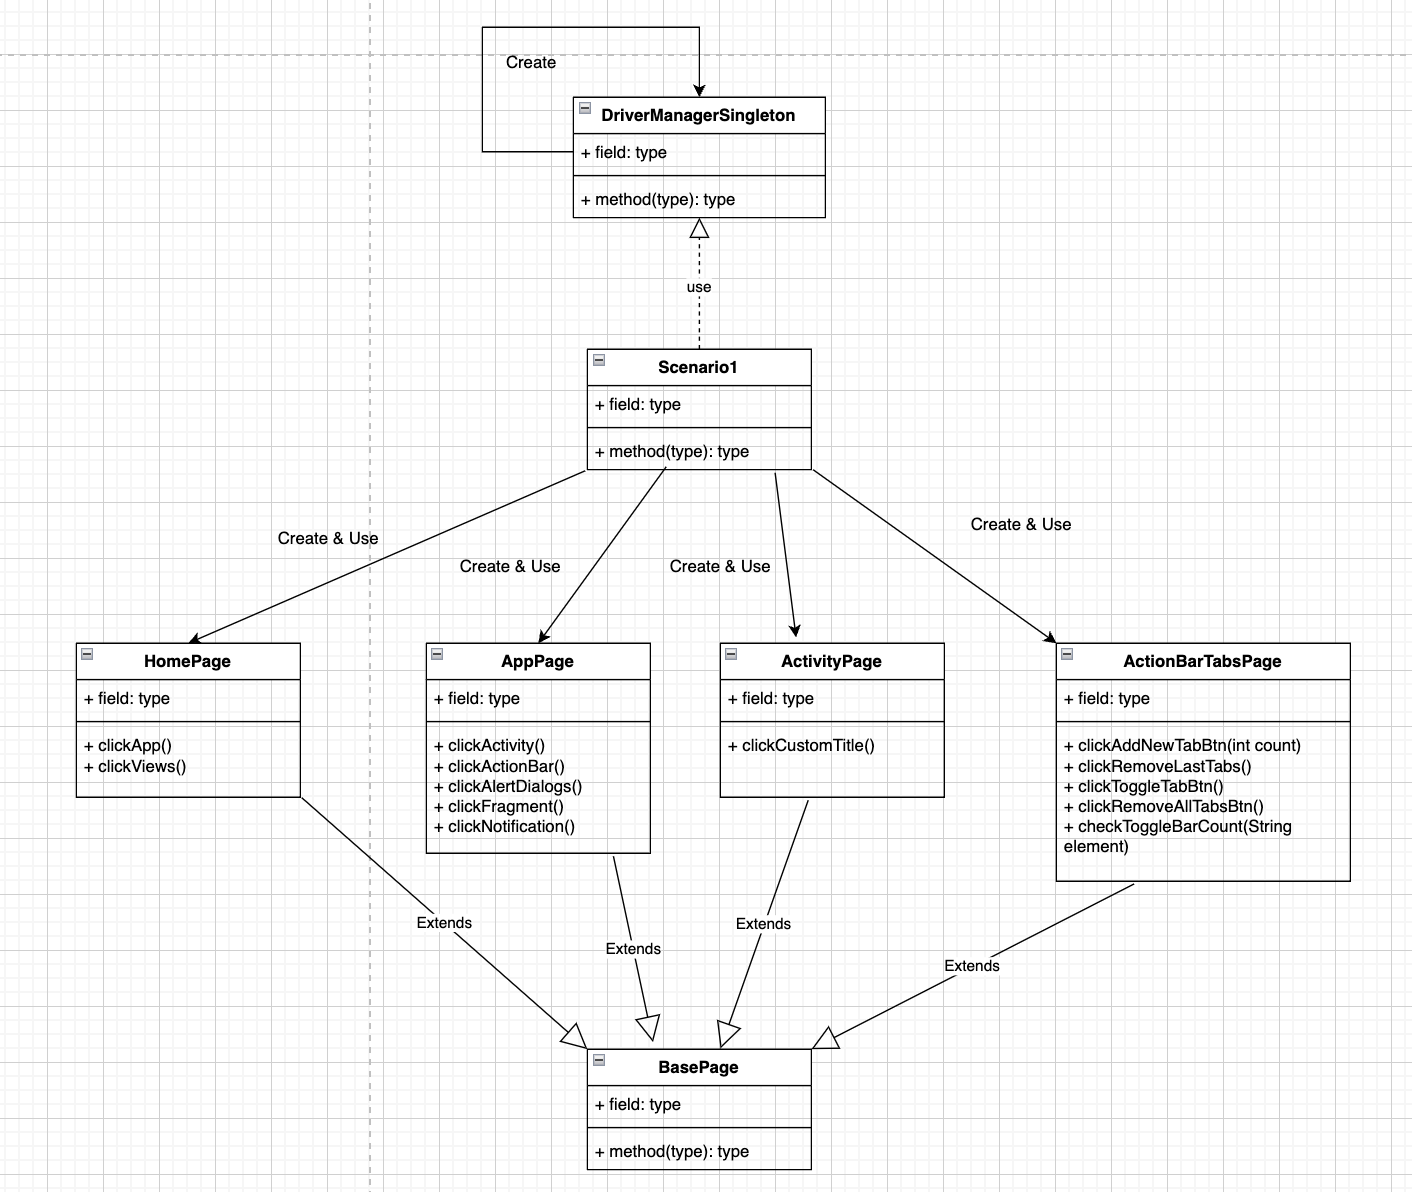 Create
DriverManagerSingleton
+ field: type
+ method(type): type
use
Scenario1
+ field: type
+ method(type): type
Create & Use
Create & Use
Create & Use
Create & Use
HomePage
+ field: type
+ clickApp()
+ clickViews()
AppPage
+ field: type
+ clickActivity()
+ clickActionBar()
+ clickAlertDialogs()
+ clickFragment()
+ clickNotification()
ActivityPage
+ field: type
+ clickCustomTitle()
ActionBarTabsPage
+ field: type
+ clickAddNewTabBtn(int count)
+ clickRemoveLastTabs()
+ clickToggleTabBtn()
+ clickRemoveAllTabsBtn()
+ checkToggleBarCount(String
element)
Extends
Extends
Extends
Extends
BasePage
+ field: type
+ method(type): type